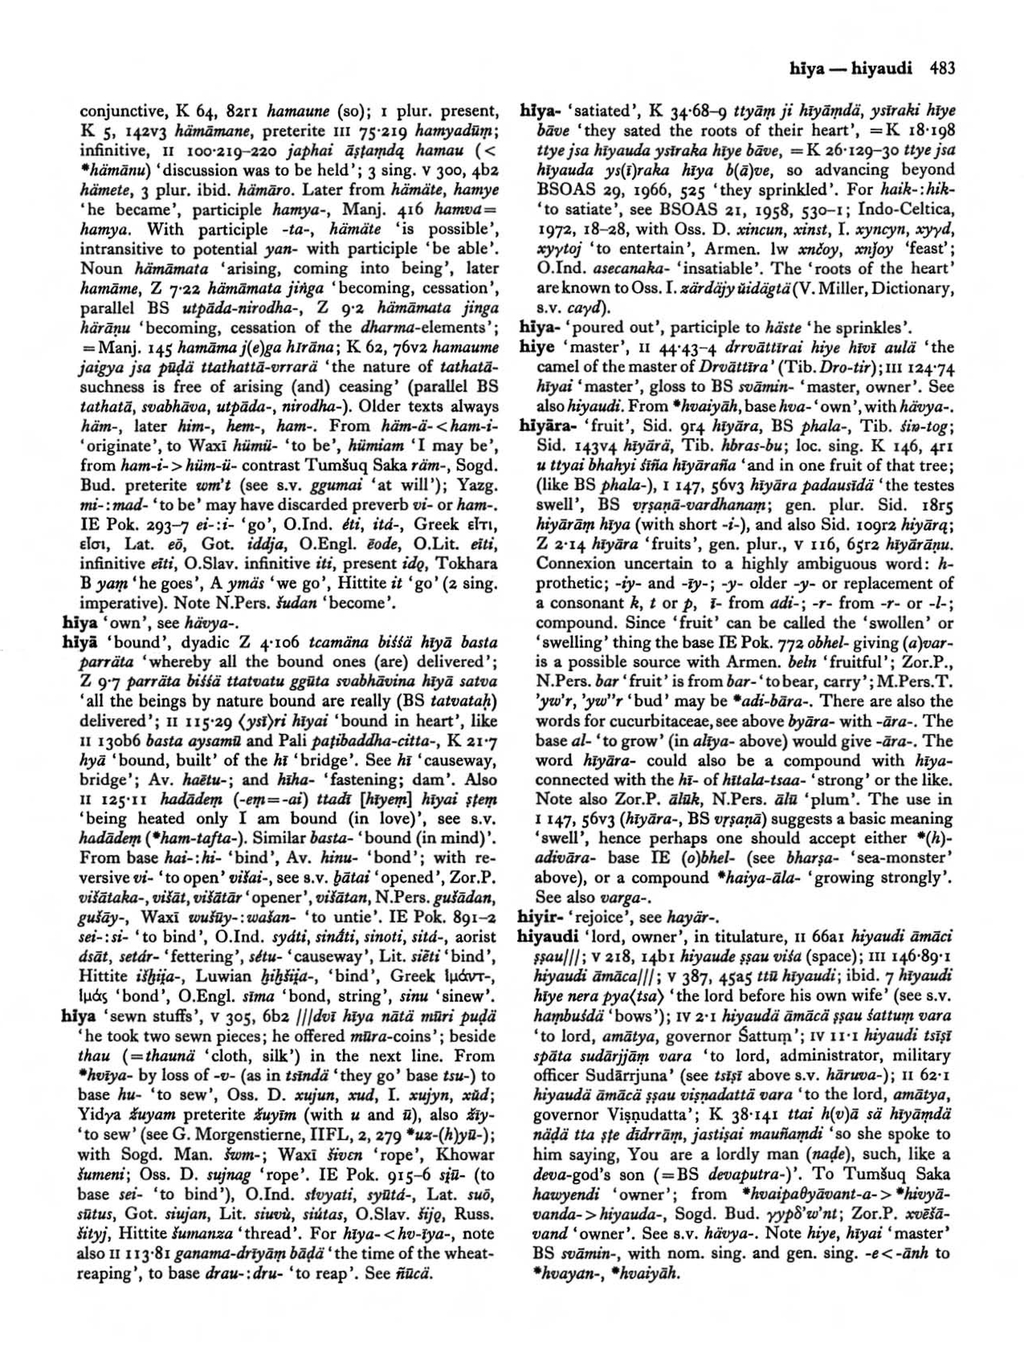 hīya — hiyaudi 483
conjunctive, K 64, 82r1 hamaune (so); 1 plur. present,
K 5, 142v3 hämāmane, preterite III 75·219 hamyadūṃ;
infinitive, II 100·219–220 japhai āṣṭaṃdą hamau (<
*hämānu) ‘discussion was to be held’; 3 sing. v 300, 4b2
hämete, 3 plur. ibid. hämāro. Later from hämäte, hamye
‘he became’, participle hamya-, Manj. 416 hamva=
hamya. With participle -ta-, hämäte ‘is possible’,
intransitive to potential yan- with participle ‘be able’.
Noun hämāmata ‘arising, coming into being’, later
hamāme, Z 7·22 hämāmata jiṅga ‘becoming, cessation’,
parallel BS utpāda-nirodha-, Z 9·2 hämāmata jinga
häräṇu ‘becoming, cessation of the dharma-elements’;
=Manj. 145 hamāma j(e)ga hīrāna; K 62, 76v2 hamaume
jaigya jsa pūḍä ttathattā-vrrarä ‘the nature of tathatā-
suchness is free of arising (and) ceasing’ (parallel BS
tathatā, svabhāva, utpāda-, nirodha-). Older texts always
häm-, later him-, hem-, ham-. From häm-ä-<ham-i-
‘originate’, to Waxī hümü- ‘to be’, hümiam ‘I may be’,
from ham-i->hüm-ü- contrast Tumšuq Saka räm-, Sogd.
Bud. preterite wm’t (see s.v. ggumai ‘at will’); Yazg.
mi-:mad- ‘to be’ may have discarded preverb vi- or ham-.
IE Pok. 293–7 ei-:i- ‘go’, O.Ind. éti, itá-, Greek εῖτι,
εῖσι, Lat. eō, Got. iddja, O.Engl. ēode, O.Lit. eiti,
infinitive eīti, O.Slav. infinitive iti, present idǫ, Tokhara
B yaṃ ‘he goes’, A ymäs ‘we go’, Hittite it ‘go’ (2 sing.
imperative). Note N.Pers. šudan ‘become’.
hīya ‘own’, see hävya-.
hīyā ‘bound’, dyadic Z 4·106 tcamäna biśśä hīyā basta
parräta ‘whereby all the bound ones (are) delivered’;
Z 9·7 parräta biśśä ttatvatu ggūta svabhāvina hīyā satva
‘all the beings by nature bound are really (BS tatvataḥ)
delivered’; II 115·29 ⟨ysī⟩ri hīyai ‘bound in heart’, like
II 130b6 basta aysamū and Pali paṭibaddha-citta-, K 21·7
hyā ‘bound, built’ of the hī ‘bridge’. See hī ‘causeway,
bridge’; Av. haētu-; and hīha- ‘fastening; dam’. Also
II 125·11 hadādeṃ (-eṃ=-ai) ttadī [hīyeṃ] hīyai ṣṭeṃ
‘being heated only I am bound (in love)’, see s.v.
hadādeṃ (*ham-tafta-). Similar basta- ‘bound (in mind)’.
From base hai-:hi- ‘bind’, Av. hinu- ‘bond’; with re-
versive vi- ‘to open’ višai-, see s.v. b̠ātai ‘opened’, Zor.P.
višātaka-, višāt, višātār ‘opener’, višātan, N.Pers. gušādan,
gušāy-, Waxī wušūy-:wašan- ‘to untie’. IE Pok. 891–2
sei-:si- ‘to bind’, O.Ind. syáti, sināti, sinoti, sitá-, aorist
ásāt, setár- ‘fettering’, sétu- ‘causeway’, Lit. siēti ‘bind’,
Hittite išḫii̯a-, Luwian ḫiḫšii̯a-, ‘bind’, Greek ἱμάντ-,
ἱμάς ‘bond’, O.Engl. sīma ‘bond, string’, sinu ‘sinew’.
hīya ‘sewn stuffs’, v 305, 6b2 ///dvī hīya nātä mūri puḍä
‘he took two sewn pieces; he offered mūra-coins’; beside
thau (=thaunä ‘cloth, silk’) in the next line. From
*hvīya- by loss of -v- (as in tsīndä ‘they go’ base tsu-) to
base hu- ‘to sew’, Oss. D. xujun, xud, I. xujyn, xūd;
Yidya žuyam preterite žuyīm (with u and ū), also žīy-
‘to sew’ (see G. Morgenstierne, IIFL, 2, 279 *uz-(h)yū-);
with Sogd. Man. šwm-; Waxī šivcn ‘rope’, Khowar
šumeni; Oss. D. sujnag ‘rope’. IE Pok. 915–6 si̯ū- (to
base sei- ‘to bind’), O.Ind. sīvyati, syūtá-, Lat. suō,
sūtus, Got. siujan, Lit. siuvù, siútas, O.Slav. šijǫ, Russ.
šityj, Hittite šumanza ‘thread’. For hīya-<hv-īya-, note
also II 113·81 ganama-drīyāṃ bāḍä ‘the time of the wheat-
reaping’, to base drau-:dru- ‘to reap’. See ñūcä.
hīya- ‘satiated’, K 34·68–9 ttyāṃ ji hīyāṃdä, ysīraki hīye
bāve ‘they sated the roots of their heart’, =K 18·198
ttye jsa hīyauda ysīraka hīye bāve, =K 26·129–30 ttye jsa
hīyauda ys(ī)raka hīya b(ā)ve, so advancing beyond
BSOAS 29, 1966, 525 ‘they sprinkled’. For haik-:hik-
‘to satiate’, see BSOAS 21, 1958, 530–1; Indo-Celtica,
1972, 18–28, with Oss. D. xincun, xinst, I. xyncyn, xyyd,
xyytoj ‘to entertain’, Armen. lw xnčoy, xnǰoy ‘feast’;
O.Ind. asecanaka- ‘insatiable’. The ‘roots of the heart’
are known to Oss. I. zärdäjy ŭidägtä (V. Miller, Dictionary,
s.v. cayd).
hīya- ‘poured out’, participle to häste ‘he sprinkles’.
hiye ‘master’, II 44·43–4 drrvāttīrai hiye hīvī aulä ‘the
camel of the master of Drvāttīra’ (Tib. Dro-tir); III 124·74
hīyai ‘master’, gloss to BS svāmin- ‘master, owner’. See
also hiyaudi. From *hvaiyāh, base hva- ‘own’, with hävya-.
hīyāra- ‘fruit’, Sid. 9r4 hīyāra, BS phala-, Tib. śin-tog;
Sid. 143v4 hīyārä, Tib. hbras-bu; loc. sing. K 146, 4r1
u ttyai bhahyi śīña hīyāraña ‘and in one fruit of that tree;
(like BS phala-), I 147, 56v3 hīyāra padausīdä ‘the testes
swell’, BS vṛṣaṇā-vardhanaṃ; gen. plur. Sid. 18r5
hiyārāṃ hīya (with short -i-), and also Sid. 109r2 hiyārą;
Z 2·14 hīyāra ‘fruits’, gen. plur., v 116, 65r2 hīyārāṇu.
Connexion uncertain to a highly ambiguous word: h-
prothetic; -iy- and -īy-; -y- older -y- or replacement of
a consonant k, t or p, ī- from adi-; -r- from -r- or -l-;
compound. Since ‘fruit’ can be called the ‘swollen’ or
‘swelling’ thing the base IE Pok. 772 obhel- giving (a)var-
is a possible source with Armen. beln ‘fruitful’; Zor.P.,
N.Pers. bar ‘fruit’ is from bar- ‘to bear, carry’; M.Pers.T.
’yw’r, ’yw’’r ‘bud’ may be *adi-bāra-. There are also the
words for cucurbitaceae, see above byāra- with -āra-. The
base al- ‘to grow’ (in alīya- above) would give -āra-. The
word hīyāra- could also be a compound with hīya-
connected with the hī- of hītala-tsaa- ‘strong’ or the like.
Note also Zor.P. ālūk, N.Pers. ālū ‘plum’. The use in
I 147, 56v3 (hīyāra-, BS vṛṣaṇā) suggests a basic meaning
‘swell’, hence perhaps one should accept either *(h)-
adivāra- base IE (o)bhel- (see bharṣa- ‘sea-monster’
above), or a compound *haiya-āla- ‘growing strongly’.
See also varga-.
hiyir- ‘rejoice’, see hayär-.
hiyaudi ‘lord, owner’, in titulature, II 66a1 hiyaudi āmāci
ṣṣau///; v 218, 14b1 hiyaude ṣṣau viśa (space); III 146·89·1
hiyaudi āmāca///; v 387, 45a5 ttū hīyaudi; ibid. 7 hīyaudi
hīye nera pya⟨tsa⟩ ‘the lord before his own wife’ (see s.v.
haṃbuśdä ‘bows’); IV 2·1 hiyaudä āmācä ṣṣau śattuṃ vara
‘to lord, amātya, governor Śattuṃ’; IV 11·1 hiyaudi tsīṣī
spāta sudārjjāṃ vara ‘to lord, administrator, military
officer Sudārrjuna’ (see tsīṣī above s.v. hāruva-); II 62·1
hiyaudä āmācä ṣṣau viṣṇadattä vara ‘to the lord, amātya,
governor Viṣṇudatta’; K 38·141 ttai h(v)ā sä hīyāṃdä
näḍä tta ṣṭe dīdrrāṃ, jastiṣai mauñaṃdi ‘so she spoke to
him saying, You are a lordly man (naḍe), such, like a
deva-god’s son (=BS devaputra-)’. To Tumšuq Saka
hawyendi ‘owner’; from *hvaipaθyāvant-a->*hivyā-
vanda->hiyauda-, Sogd. Bud. γypδ’w’nt; Zor.P. xvēšā-
vand ‘owner’. See s.v. hävya-. Note hiye, hīyai ‘master’
BS svāmin-, with nom. sing. and gen. sing. -e<-ānh to
*hvayan-, *hvaiyāh.